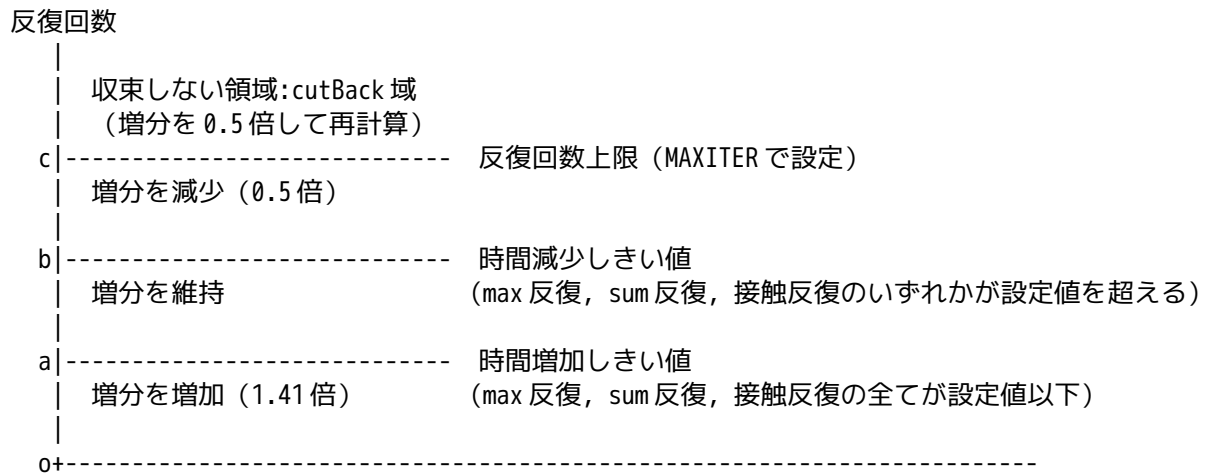 反復回数
|
| 収束しない領域:cutBack域
| （増分を0.5倍して再計算）
c|----------------------------- 反復回数上限 (MAXITERで設定)
| 増分を減少 (0.5倍)
|
b|----------------------------- 時間減少しきい値
| 増分を維持 (max反復, sum反復, 接触反復のいずれかが設定値を超える)
|
a|----------------------------- 時間増加しきい値
| 増分を増加 (1.41倍) (max反復, sum反復, 接触反復の全てが設定値以下)
|
o+-------------------------------------------------------------------------